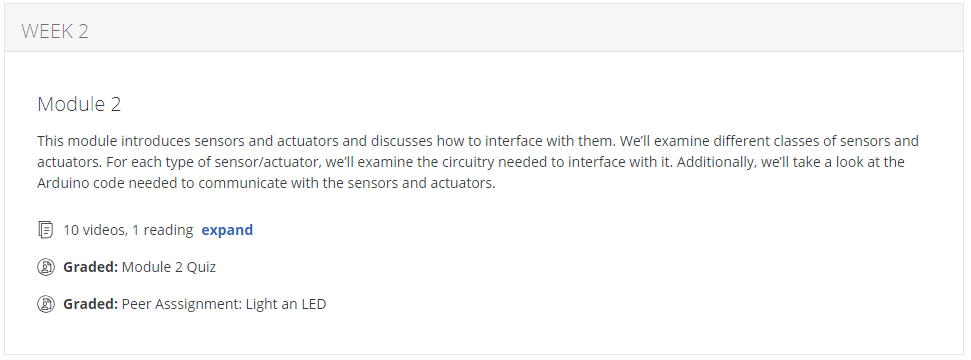 WEEK 2
Module 2
This module introduces sensors and actuators and discusses how to interface with them. We’ll examine different classes of sensors and
actuators. For each type of sensor/actuator, we’ll examine the circuitry needed to interface with it. Additionally, we’ll take a look at the
Arduino code needed to communicate with the sensors and actuators.
10 videos, 1 reading expand
Graded: Module 2 Quiz
Graded: Peer Asssignment: Light an LED